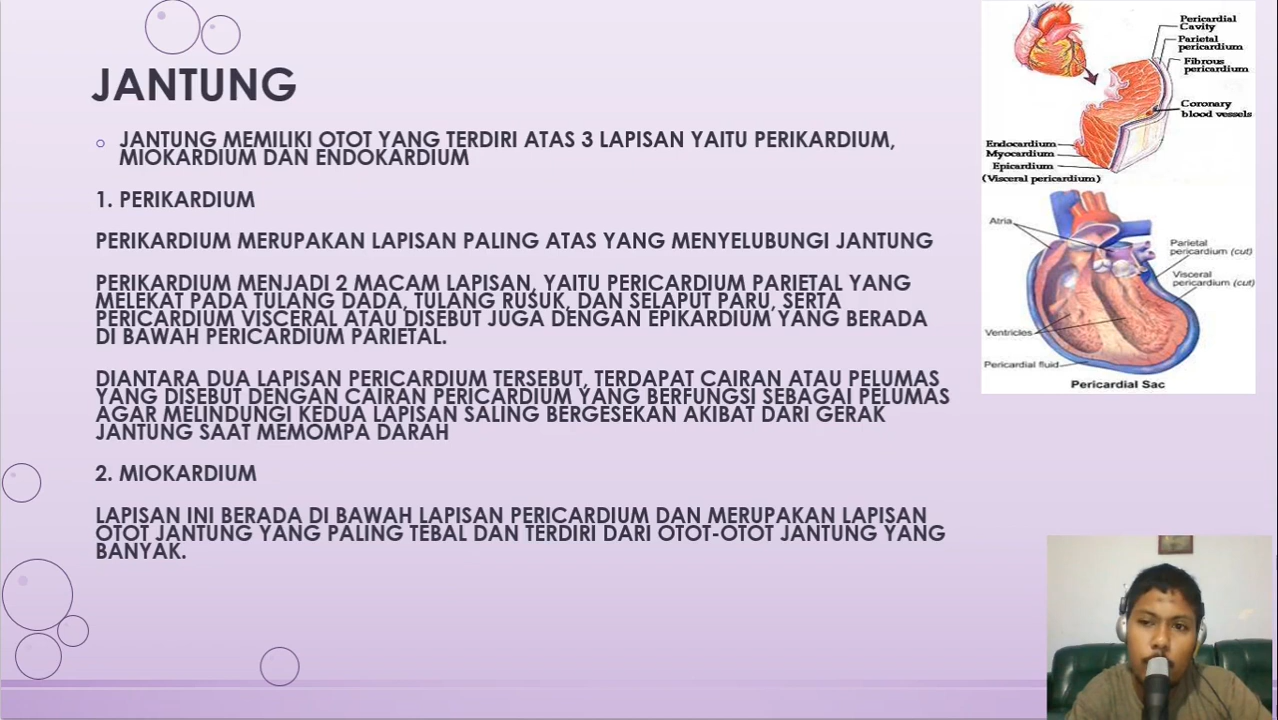 JANTUNG
JANTUNG MEMILIKI OTOT YANG TERDIRI ATAS 3 LAPISAN YAITU PERIKARDIUM,
MIOKARDIUM DAN ENDOKARDIUM
1. PERIKARDIUM
PERIKARDIUM MERUPAKAN LAPISAN PALING ATAS YANG MENYELUBUNGI JANTUNG
PERIKARDIUM MENJADI 2 MACAM LAPISAN, YAITU PERICARDIUM PARIETAL YANG
MELEKAT PADA TULANG DADA, TULANG RUSUK, DAN SELAPUT PARU, SERTA
PERICARDIUM VISCERAL ATAU DISEBUT JUGA DENGAN EPIKARDIUM YANG BERADA
DI BAWAH PERICARDIUM PARIETAL.
DIANTARA DUA LAPISAN PERICARDIUM TERSEBUT, TERDAPAT CAIRAN ATAU PELUMAS
YANG DISEBUT DENGAN CAIRAN PERICARDIUM YANG BERFUNGSI SEBAGAI PELUMAS
AGAR MELINDUNGI KEDUA LAPISAN SALING BERGESEKAN AKIBAT DARI GERAK
JANTUNG SAAT MEMOMPA DARAH
2. MIOKARDIUM
LAPISAN INI BERADA DI BAWAH LAPISAN PERICARDIUM DAN MERUPAKAN LAPISAN
OTOT JANTUNG YANG PALING TEBAL DAN TERDIRI DARI OTOT-OTOT JANTUNG YANG
BANYAK.
Pericardial
Cavity
Parietal
pericardium
Fibrous
pericardium
Coronary
blood vessels
Endocardium
Myocardium
Epicardium
(Visceral pericardium)
Atria
Parietal
pericardium (cut)
Visceral
pericardium (cut)
Ventricles
Pericardial fluid
Pericardial Sac